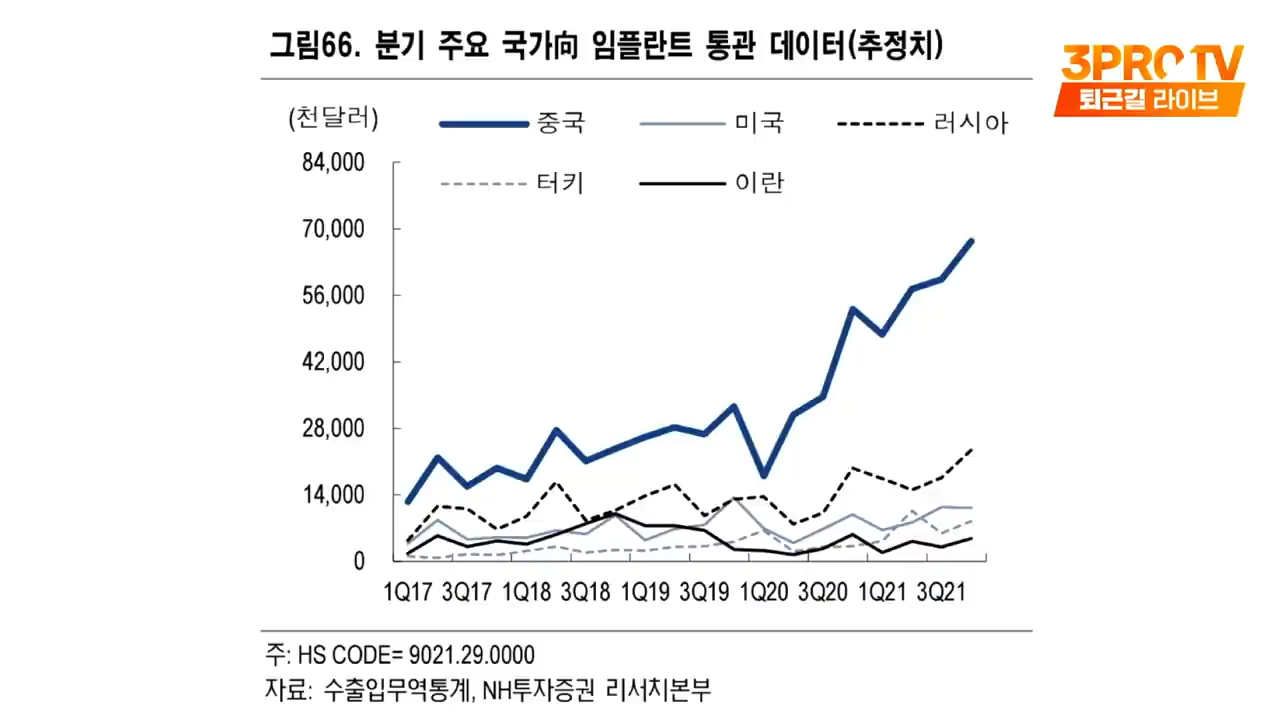 그림66. 분기 주요 국가向 임플란트 통관 데이터(추정치)
3PRO TV
퇴근길 라이브
(천달러)
중국
미국
러시아
터키
이란
84,000
70,000
56,000
42,000
28,000
14,000
0
1Q17 3Q17 1Q18 3Q18 1Q19 3Q19 1Q20 3Q20 1Q21 3Q21
주: HS CODE= 9021.29.0000
자료: 수출입무역통계, NH투자증권 리서치본부